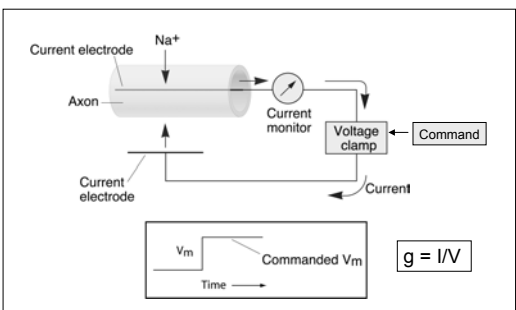 Na+
Current electrode
Axon
Current
monitor
Voltage
clamp
Command
Current
electrode
Current
Vm
Commanded Vm
Time
g = I/V